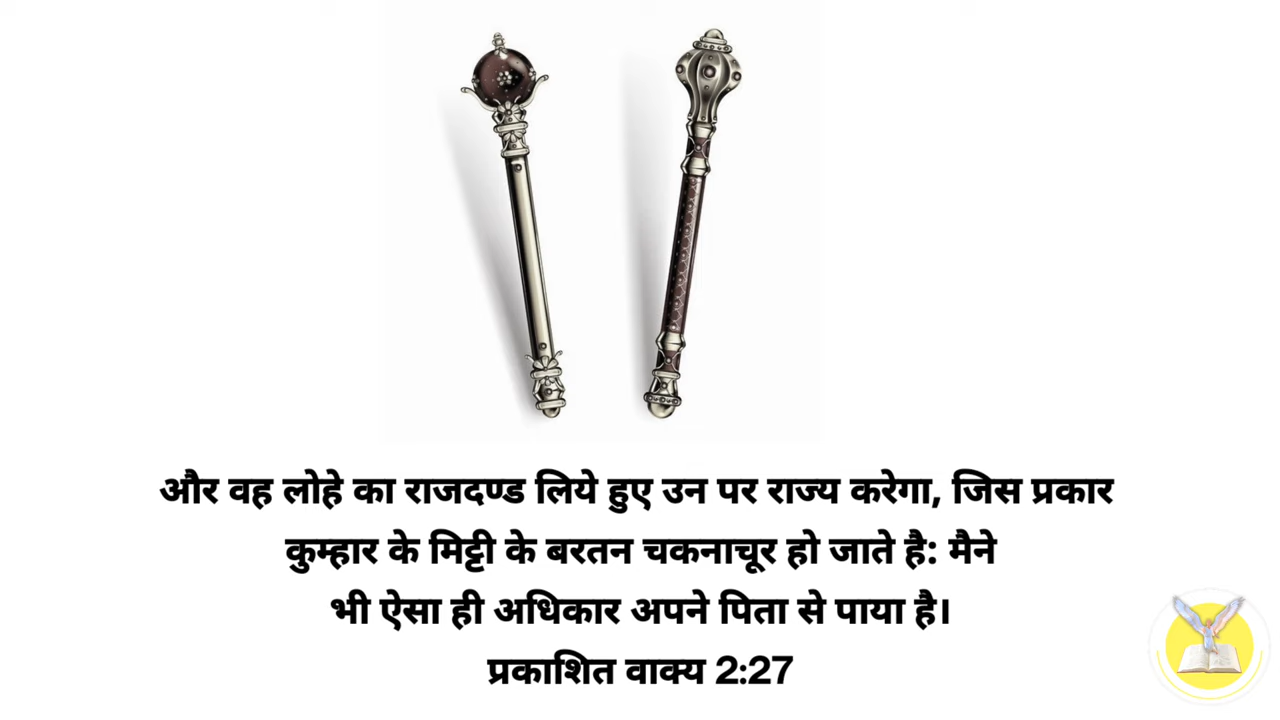 और वह लोहे का राजदण्ड लिये हुए उन पर राज्य करेगा, जिस प्रकार
कुम्हार के मिट्टी के बरतन चकनाचूर हो जाते है: मैने
भी ऐसा ही अधिकार अपने पिता से पाया है।
प्रकाशित वाक्य 2:27